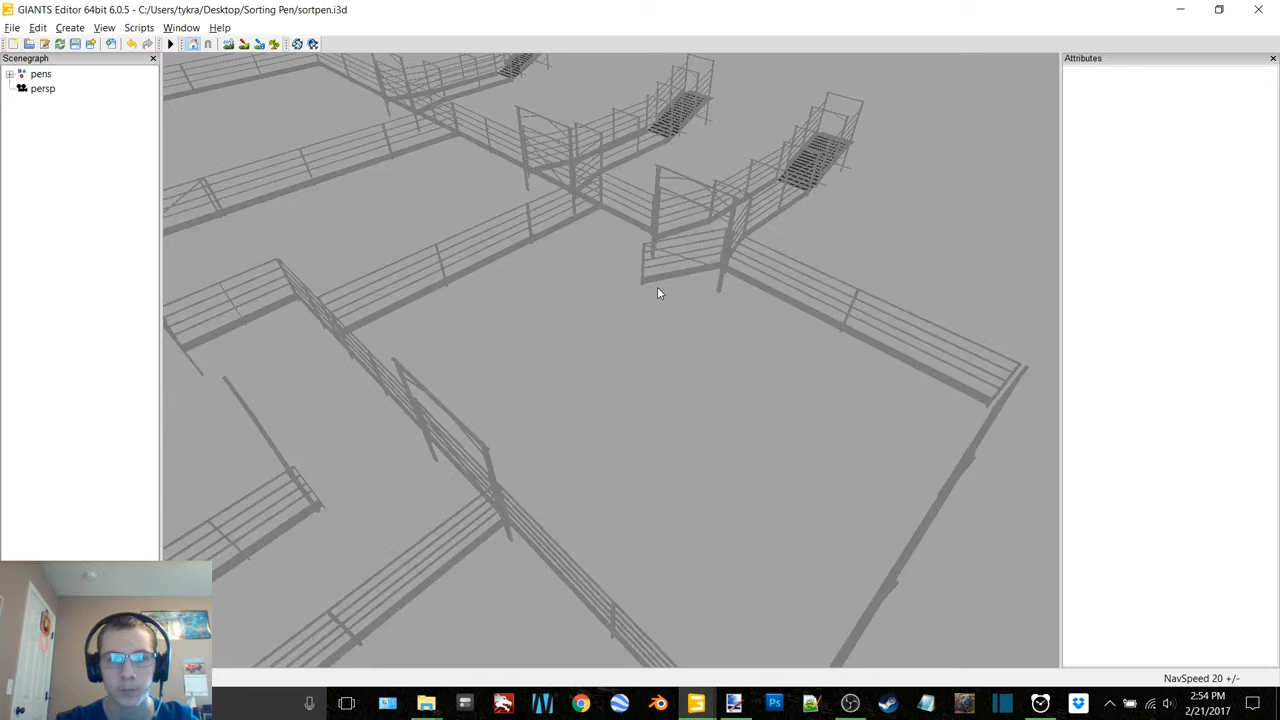 GIANTS Editor 64bit 6.0.5 - C:/Users/tykra/Desktop/Sorting Pen/sortpen.i3d
File Edit Create View Scripts Window Help
Scenegraph
Attributes
pens
persp
NavSpeed 20 +/-
Ps
2:54 PM
2/21/2017